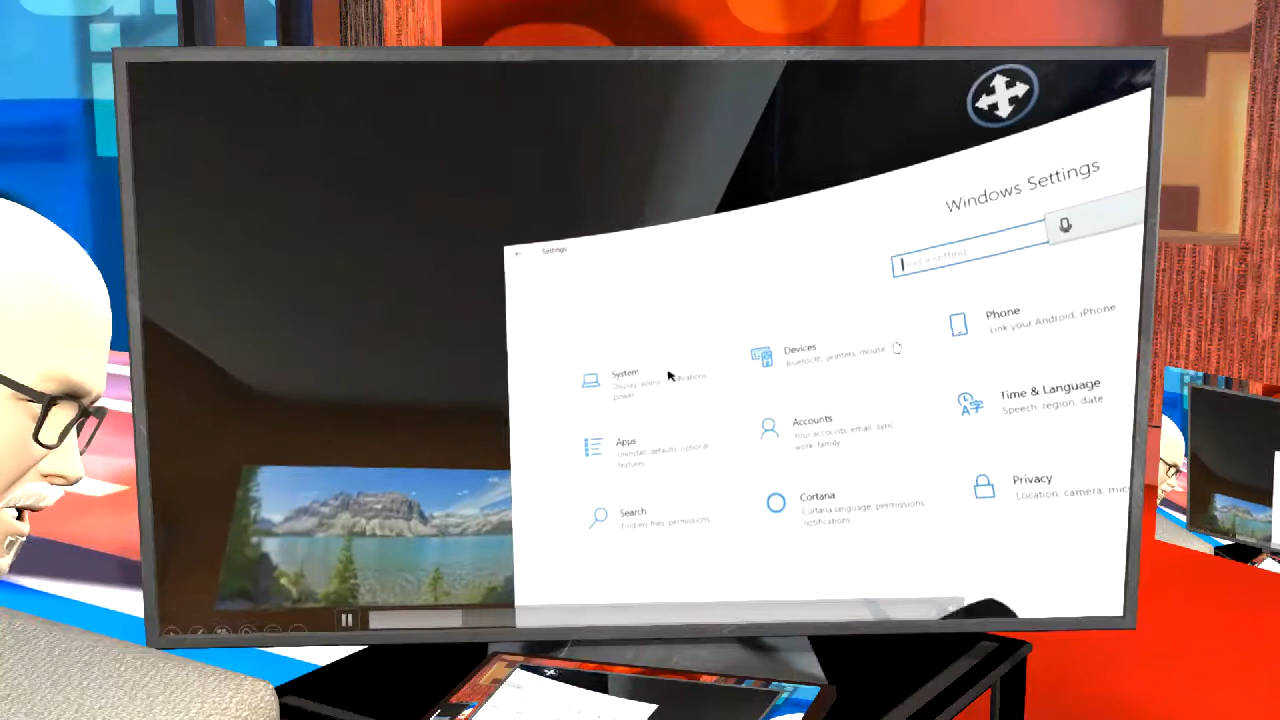 Windows Settings
Settings
a setting
System
Display, sound, notifications,
power
Devices
Bluetooth, printers, mouse
Phone
Link your Android, iPhone
Apps
Uninstall, defaults, optional
features
Accounts
Your accounts, email, sync,
work, family
Time & Language
Speech, region, date
Search
Find my files, permissions
Cortana
Cortana language, permissions,
notifications
Privacy
Location, camera,